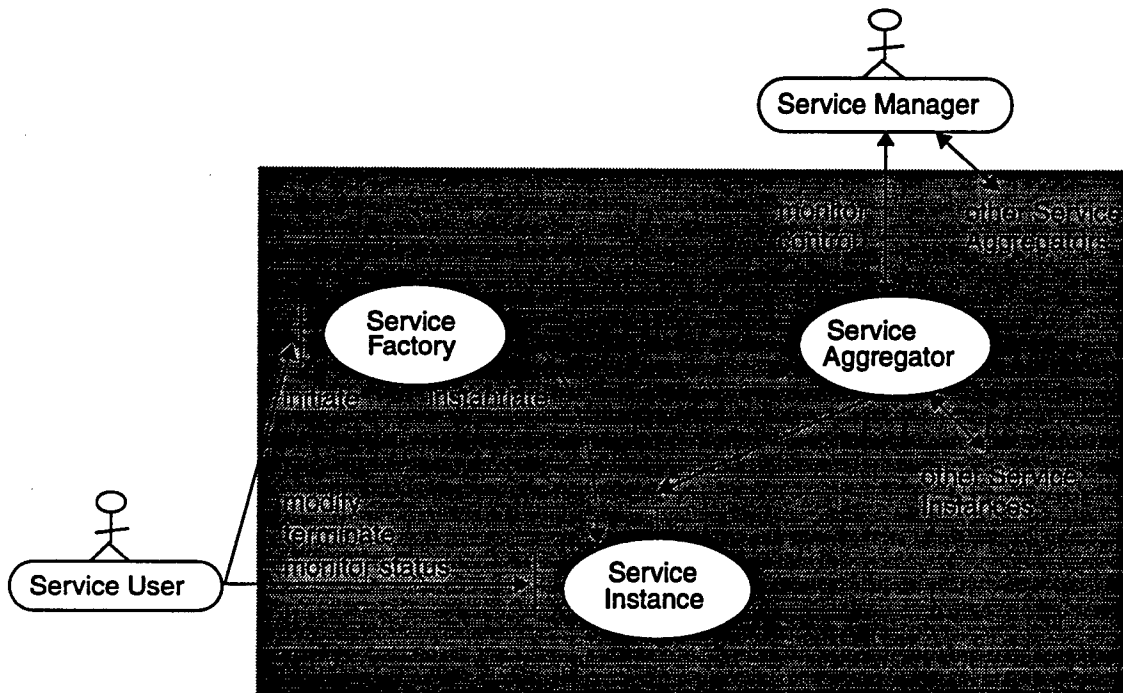 Service Manager
monitor
control
other Service
Aggregators
Service
Factory
Service
Aggregator
initiate
instantiate
other Service
Instances
modify
terminate
monitor status
Service User
Service
Instance